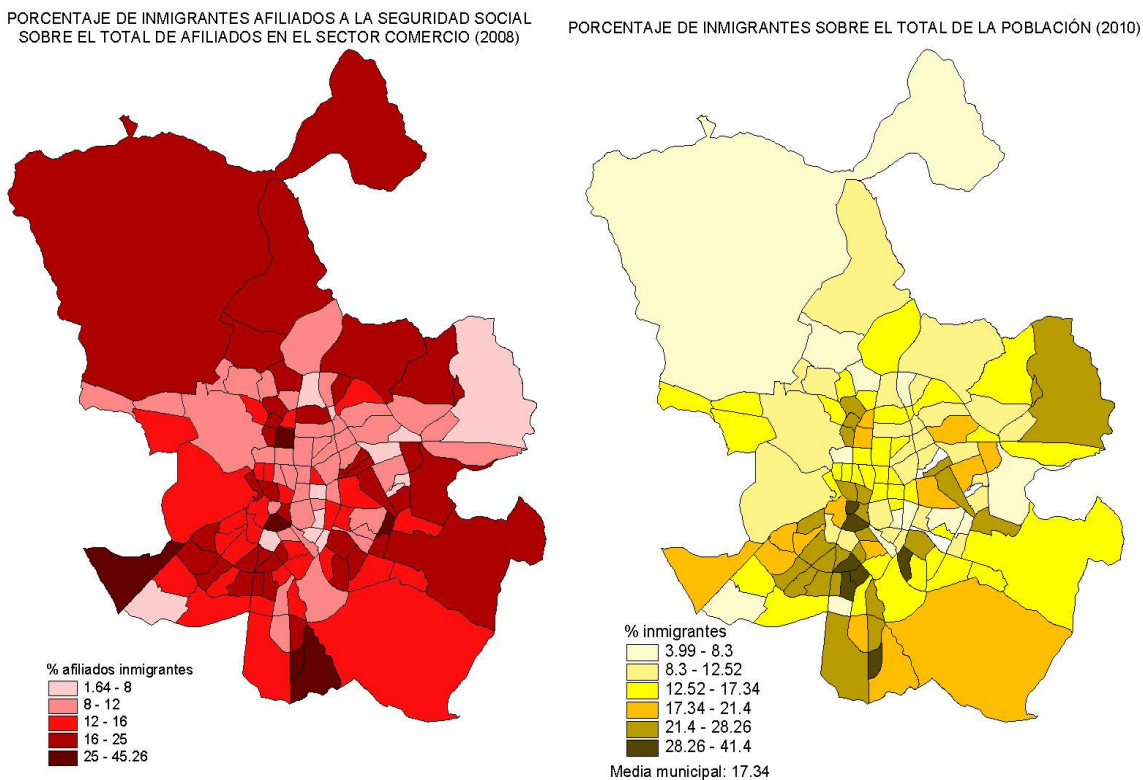 PORCENTAJE DE INMIGRANTES AFILIADOS A LA SEGURIDAD SOCIAL
SOBRE EL TOTAL DE AFILIADOS EN EL SECTOR COMERCIO (2008)
% afiliados inmigrantes
1.64 - 8
8 - 12
12 - 16
16 - 25
25 - 45.26
PORCENTAJE DE INMIGRANTES SOBRE EL TOTAL DE LA POBLACIÓN (2010)
% inmigrantes
3.99 - 8.3
8.3 - 12.52
12.52 - 17.34
17.34 - 21.4
21.4 - 28.26
28.26 - 41.4
Media municipal: 17.34